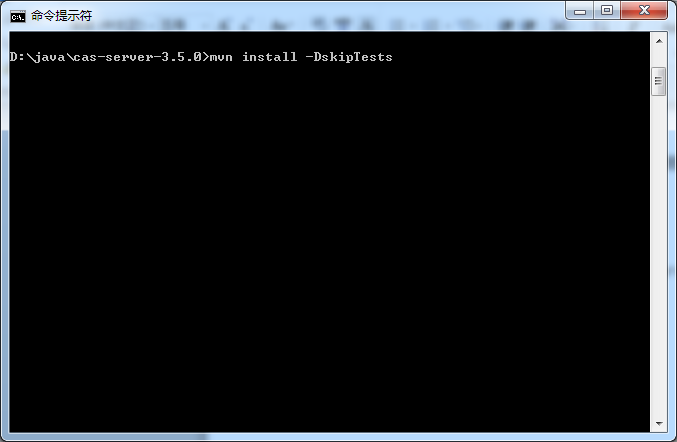 命令提示符
D:\java\cas-server-3.5.0>mvn install -DskipTests